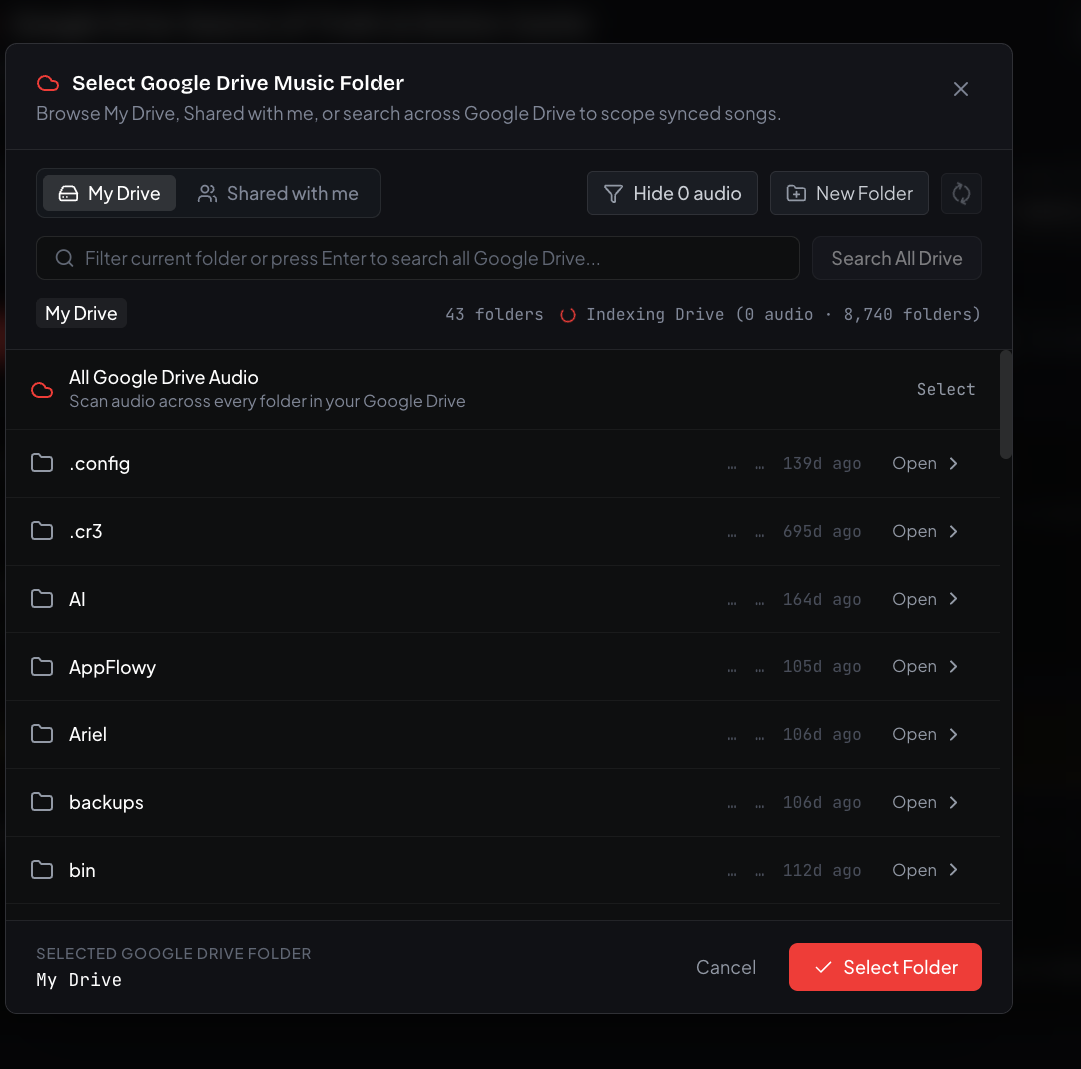 Select Google Drive Music Folder
Browse My Drive, Shared with me, or search across Google Drive to scope synced songs.
My Drive Shared with me Hide 0 audio New Folder
Filter current folder or press Enter to search all Google Drive... Search All Drive
My Drive 43 folders Indexing Drive (0 audio · 8,740 folders)
All Google Drive Audio
Scan audio across every folder in your Google Drive
Select
.config … … 139d ago Open
.cr3 … … 695d ago Open
AI … … 164d ago Open
AppFlowy … … 105d ago Open
Ariel … … 106d ago Open
backups … … 106d ago Open
bin … … 112d ago Open
SELECTED GOOGLE DRIVE FOLDER
My Drive
Cancel Select Folder